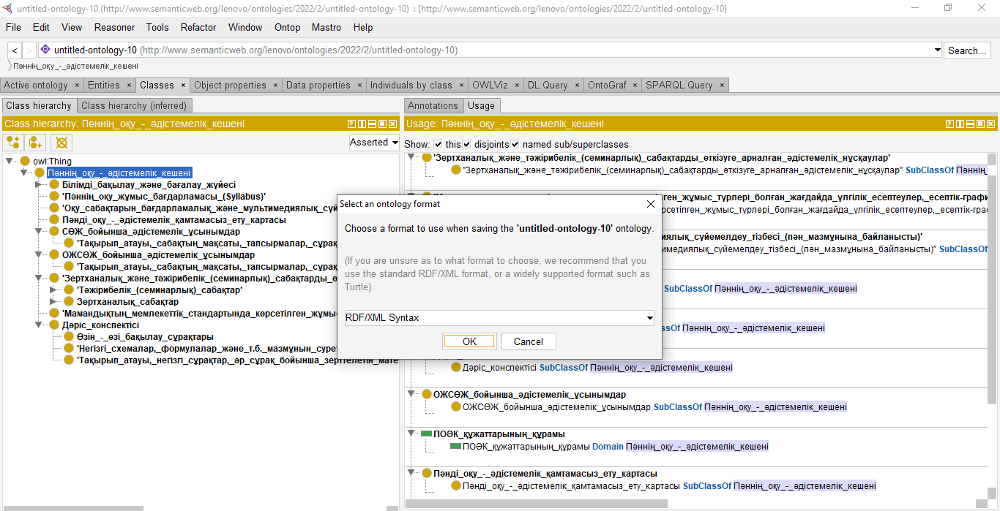 untitled-ontology-10 (http://www.semanticweb.org/lenovo/ontologies/2022/2/untitled-ontology-10) : [http://www.semanticweb.org/lenovo/ontologies/2022/2/untitled-ontology-10]
File Edit View Reasoner Tools Refactor Window Ontop Mastro Help
< > untitled-ontology-10 (http://www.semanticweb.org/lenovo/ontologies/2022/2/untitled-ontology-10) Search...
Пәннің_оқу_-_әдістемелік_кешені
Active ontology × Entities × Classes × Object properties × Data properties × Individuals by class × OWLViz × DL Query × OntoGraf × SPARQL Query ×
Class hierarchy Class hierarchy (inferred)
Class hierarchy: Пәннің_оқу_-_әдістемелік_кешені
Asserted
owl:Thing
Пәннің_оқу_-_әдістемелік_кешені
Білімді_бақылау_және_бағалау_жүйесі
'Пәннің_оқу_жұмыс_бағдарламасы_(Syllabus)'
'Оқу_сабақтарын_бағдарламалық_және_мультимедиялық_сүй
Пәнді_оқу_-_әдістемелік_қамтамасыз_ету_картасы
СӨЖ_бойынша_әдістемелік_ұсынымдар
'Тақырып_атауы,_сабақтың_мақсаты,_тапсырмалар,_сұрақ
ОЖСӨЖ_бойынша_әдістемелік_ұсынымдар
'Тақырып_атауы,_сабақтың_мақсаты,_тапсырмалар,_сұрақ
'Зертханалық_және_тәжірибелік_(семинарлық)_сабақтарды_ө
'Тәжірибелік_(семинарлық)_сабақтар'
Зертханалық_сабақтар
'Мамандықтың_мемлекеттік_стандартында_көрсетілген_жұмыс
Дәріс_конспектісі
Өзін_-_өзі_бақылау_сұрақтары
'Негізгі_схемалар,_формулалар_және_т.б._мазмұнын_сурет
'Тақырып_атауы,_негізгі_сұрақтар,_әр_сұрақ_бойынша_зерттелетін_мате
Annotations Usage
Usage: Пәннің_оқу_-_әдістемелік_кешені
Show: this disjoints named sub/superclasses
'Зертханалық_және_тәжірибелік_(семинарлық)_сабақтарды_өткізуге_арналған_әдістемелік_нұсқаулар'
"Зертханалық_және_тәжірибелік_(семинарлық)_сабақтарды_өткізуге_арналған_әдістемелік_нұсқаулар" SubClassOf Пәннің_
ген_жұмыс_түрлері_болған_жағдайда_үлгілік_есептеулер,_есептік-графи
рсетілген_жұмыс_түрлері_болған_жағдайда_үлгілік_есептеулер,_есептік-гра
иялық_сүйемелдеу_тізбесі_(пән_мазмұнына_байланысты)'
имедиялық_сүйемелдеу_тізбесі_(пән_мазмұнына_байланысты)" SubClassOf
SubClassOf Пәннің_оқу_-_әдістемелік_кешені
ssOf Пәннің_оқу_-_әдістемелік_кешені
Дәріс_конспектісі SubClassOf Пәннің_оқу_-_әдістемелік_кешені
ОЖСӨЖ_бойынша_әдістемелік_ұсынымдар
ОЖСӨЖ_бойынша_әдістемелік_ұсынымдар SubClassOf Пәннің_оқу_-_әдістемелік_кешені
ПОӘК_құжаттарының_құрамы
ПОӘК_құжаттарының_құрамы Domain Пәннің_оқу_-_әдістемелік_кешені
Пәнді_оқу_-_әдістемелік_қамтамасыз_ету_картасы
Пәнді_оқу_-_әдістемелік_қамтамасыз_ету_картасы SubClassOf Пәннің_оқу_-_әдістемелік_кешені
Select an ontology format
Choose a format to use when saving the 'untitled-ontology-10' ontology.
(If you are unsure as to what format to choose, we recommend that you
use the standard RDF/XML format, or a widely supported format such as
Turtle)
RDF/XML Syntax
OK Cancel